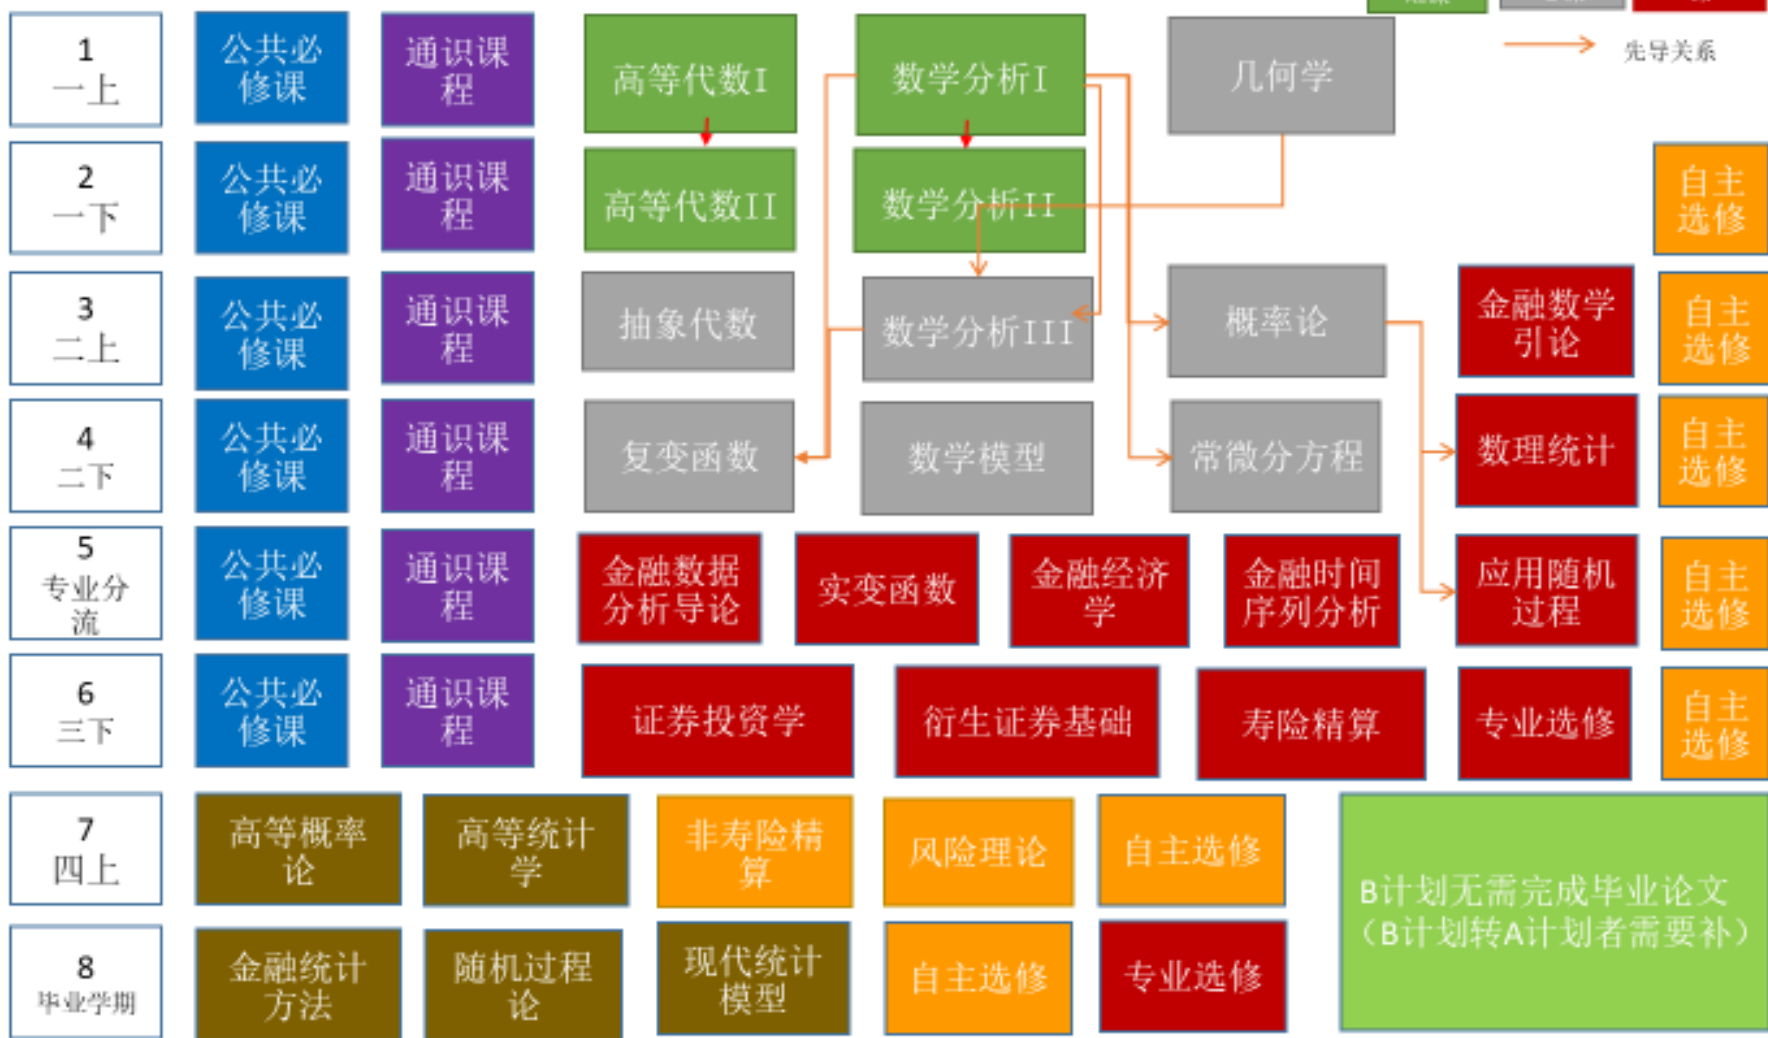 先导关系
1
一上
公共必
修课
通识课
程
高等代数I
数学分析I
几何学
2
一下
公共必
修课
通识课
程
高等代数II
数学分析II
自主
选修
3
二上
公共必
修课
通识课
程
抽象代数
数学分析III
概率论
金融数学
引论
自主
选修
4
二下
公共必
修课
通识课
程
复变函数
数学模型
常微分方程
数理统计
自主
选修
5
专业分
流
公共必
修课
通识课
程
金融数据
分析导论
实变函数
金融经济
学
金融时间
序列分析
应用随机
过程
自主
选修
6
三下
公共必
修课
通识课
程
证券投资学
衍生证券基础
寿险精算
专业选修
自主
选修
7
四上
高等概率
论
高等统计
学
非寿险精
算
风险理论
自主选修
B计划无需完成毕业论文
（B计划转A计划者需要补）
8
毕业学期
金融统计
方法
随机过程
论
现代统计
模型
自主选修
专业选修